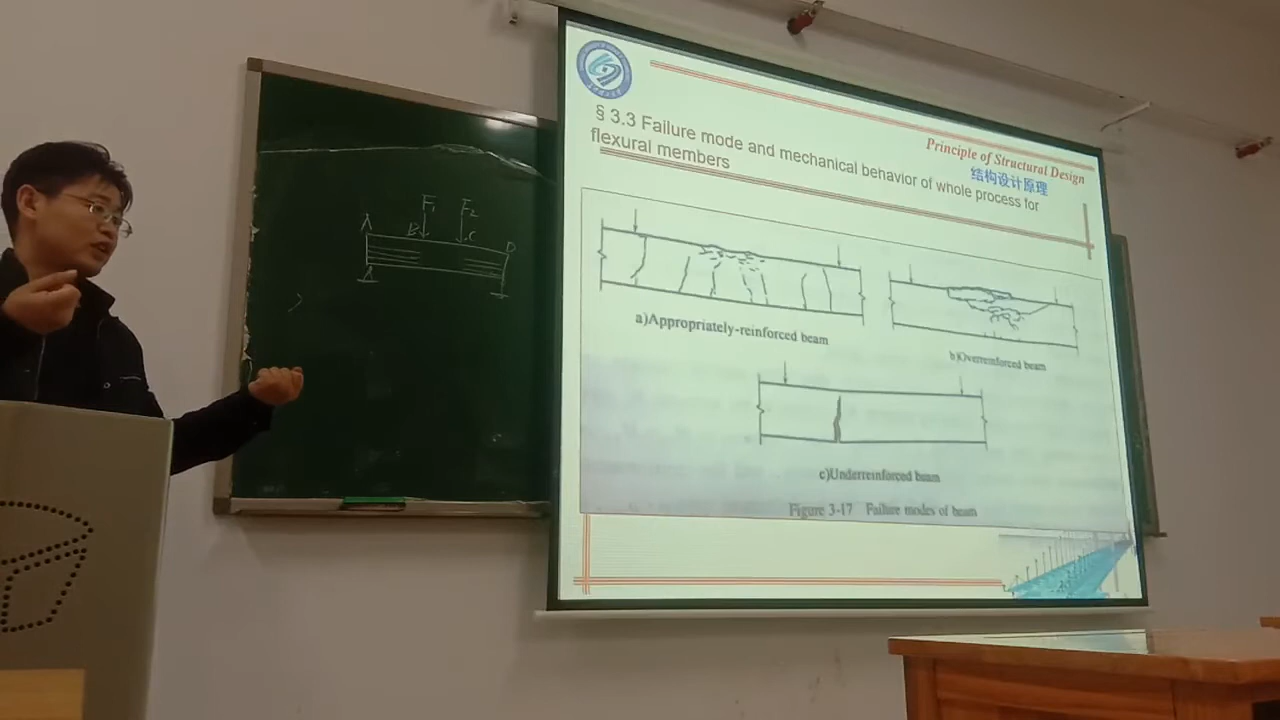 F₁ F₂
A B C D
A
Principle of Structural Design
结构设计原理
§ 3.3 Failure mode and mechanical behavior of whole process for
flexural members
a)Appropriately-reinforced beam
b)Overreinforced beam
c)Underreinforced beam
Figure 3-17 Failure modes of beam